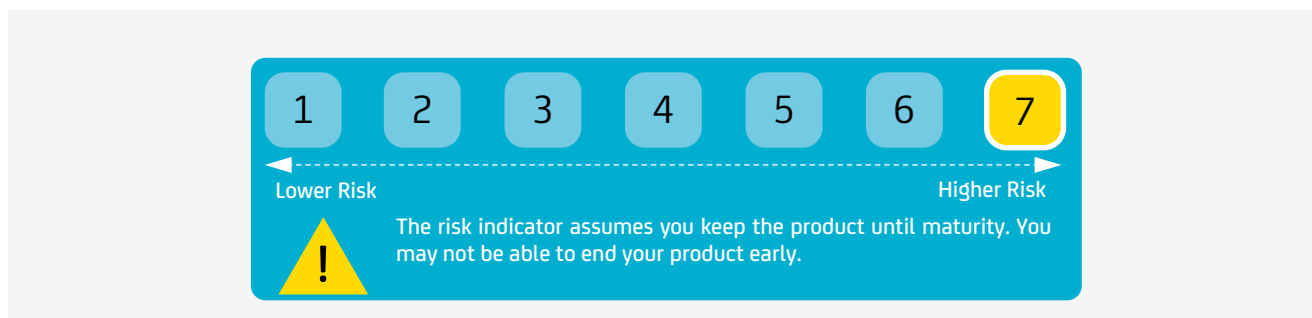 1 2 3 4 5 6 7
Lower Risk Higher Risk
The risk indicator assumes you keep the product until maturity. You
! may not be able to end your product early.